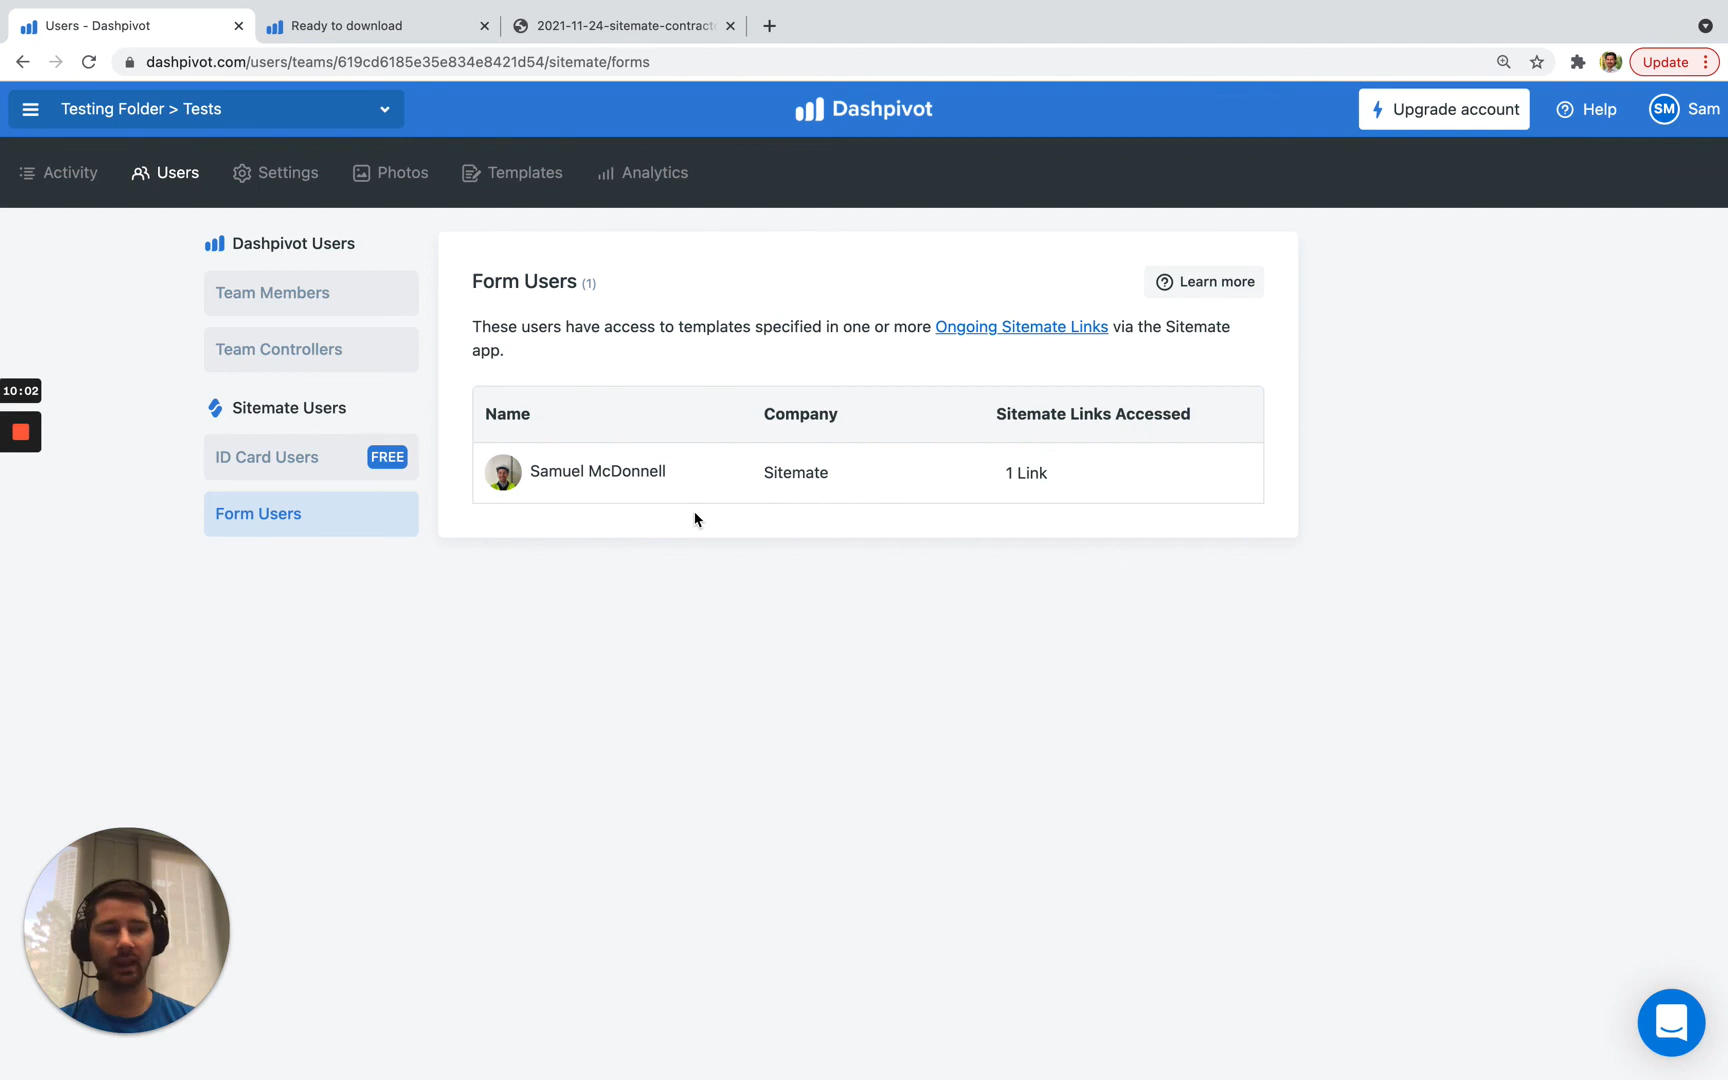 Users - Dashpivot
Ready to download
2021-11-24-sitemate-contract
dashpivot.com/users/teams/619cd6185e35e834e8421d54/sitemate/forms
Update
Testing Folder > Tests
Dashpivot
Upgrade account
Help
SM
Sam
Activity
Users
Settings
Photos
Templates
Analytics
Dashpivot Users
Team Members
Team Controllers
Sitemate Users
ID Card Users
FREE
Form Users
Form Users (1)
Learn more
These users have access to templates specified in one or more Ongoing Sitemate Links via the Sitemate
app.
Name
Company
Sitemate Links Accessed
Samuel McDonnell
Sitemate
1 Link
10:02